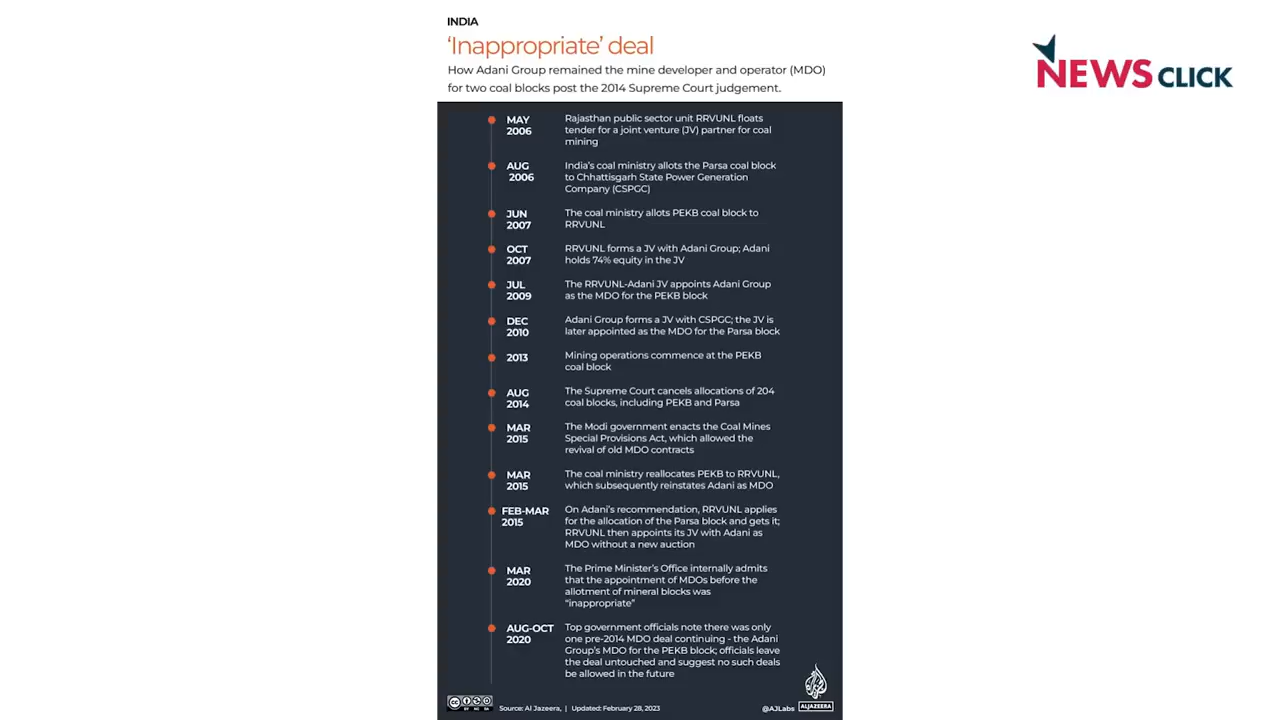 INDIA
‘Inappropriate’ deal
How Adani Group remained the mine developer and operator (MDO)
for two coal blocks post the 2014 Supreme Court judgement.
NEWS CLICK
MAY
2006
Rajasthan public sector unit RRVUNL floats
tender for a joint venture (JV) partner for coal
mining
AUG
2006
India’s coal ministry allots the Parsa coal block
to Chhattisgarh State Power Generation
Company (CSPGC)
JUN
2007
The coal ministry allots PEKB coal block to
RRVUNL
OCT
2007
RRVUNL forms a JV with Adani Group; Adani
holds 74% equity in the JV
JUL
2009
The RRVUNL-Adani JV appoints Adani Group
as the MDO for the PEKB block
DEC
2010
Adani Group forms a JV with CSPGC; the JV is
later appointed as the MDO for the Parsa block
2013
Mining operations commence at the PEKB
coal block
AUG
2014
The Supreme Court cancels allocations of 204
coal blocks, including PEKB and Parsa
MAR
2015
The Modi government enacts the Coal Mines
Special Provisions Act, which allowed the
revival of old MDO contracts
MAR
2015
The coal ministry reallocates PEKB to RRVUNL,
which subsequently reinstates Adani as MDO
FEB-MAR
2015
On Adani’s recommendation, RRVUNL applies
for the allocation of the Parsa block and gets it;
RRVUNL then appoints its JV with Adani as
MDO without a new auction
MAR
2020
The Prime Minister’s Office internally admits
that the appointment of MDOs before the
allotment of mineral blocks was
“inappropriate”
AUG-OCT
2020
Top government officials note there was only
one pre-2014 MDO deal continuing - the Adani
Group’s MDO for the PEKB block; officials leave
the deal untouched and suggest no such deals
be allowed in the future
Source: Al Jazeera, | Updated: February 28, 2023
@AJLabs
ALJAZEERA